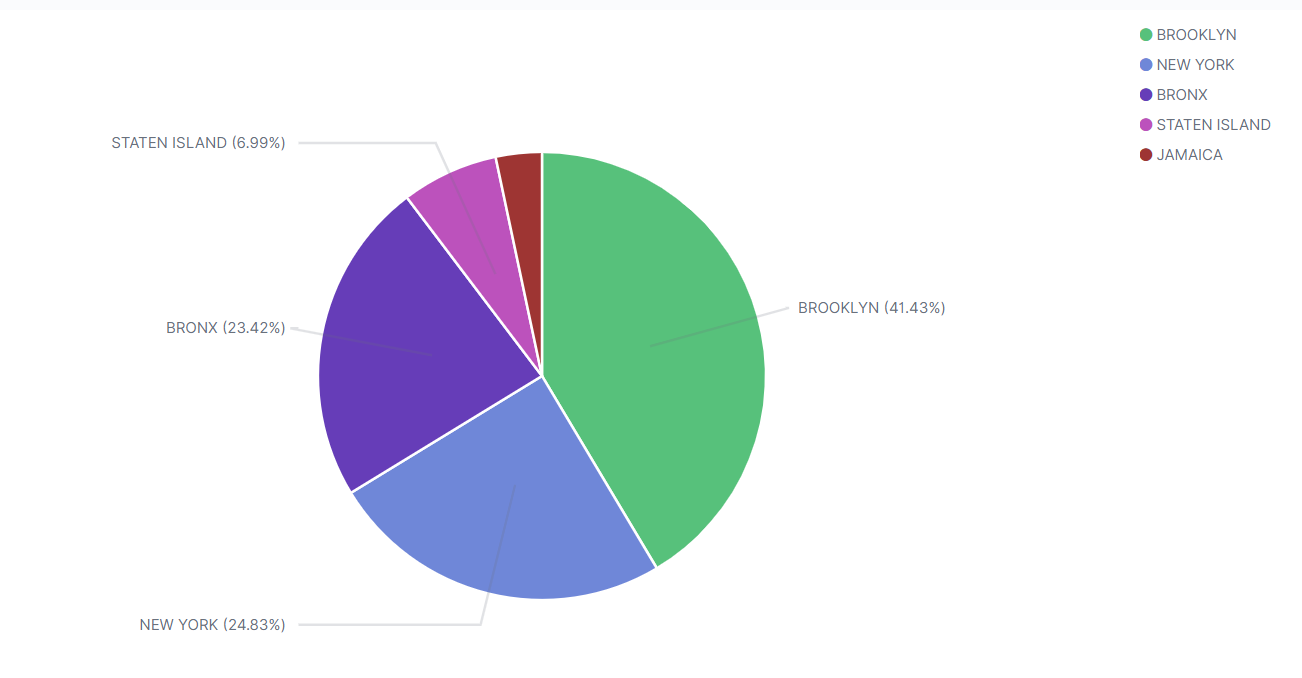 BROOKLYN
NEW YORK
BRONX
STATEN ISLAND
JAMAICA
STATEN ISLAND (6.99%)
BROOKLYN (41.43%)
BRONX (23.42%)
NEW YORK (24.83%)